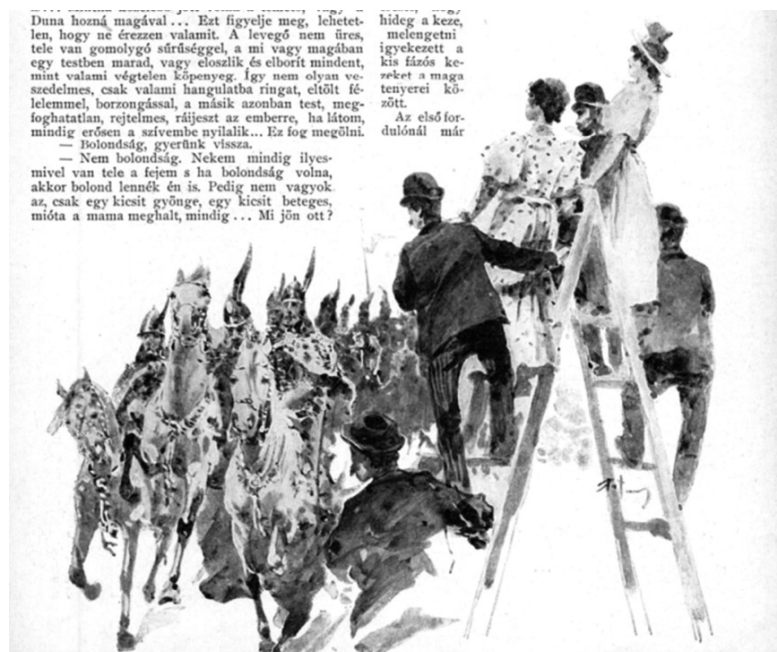 Duna hozná magával... Ezt figyelje meg, lehetet-
len, hogy ne érezzen valamit. A levegő nem üres,
tele van gomolygó sűrűséggel, a mi vagy magában
egy testben marad, vagy eloszlik és elborít mindent,
mint valami végtelen köpenyeg. Így nem olyan ve-
szedelmes, csak valami hangulatba ringat, eltölt fé-
lelemmel, borzongással, a másik azonban test, meg-
foghatatlan, rejtelmes, ráijeszt az emberre, ha látom,
mindig erősen a szívembe nyilalik... Ez fog megölni.
— Bolondság, gyerünk vissza.
— Nem bolondság. Nekem mindig ilyes-
mivel van tele a fejem s ha bolondság volna,
akkor bolond lennék én is. Pedig nem vagyok
az, csak egy kicsit gyönge, egy kicsit beteges,
mióta a mama meghalt, mindig... Mi jön ott?
hideg a keze,
melengetni
igyekezett a
kis fázós ke-
zeket a maga
tenyerei kö-
zött.
Az első for-
dulónál már